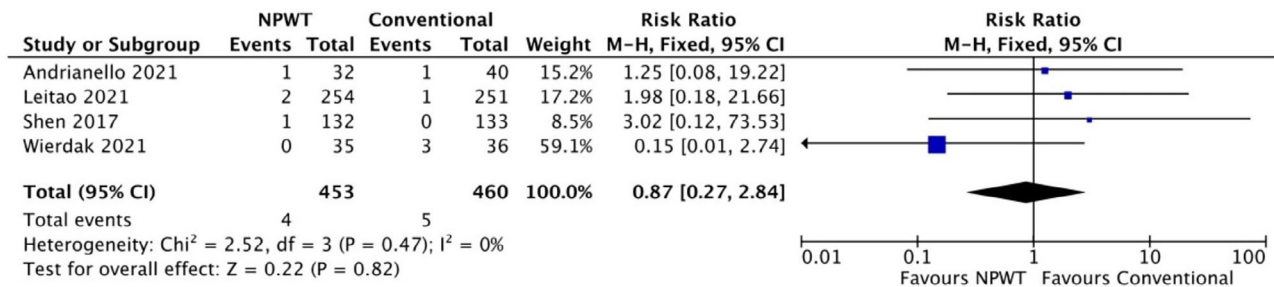 NPWT Conventional Risk Ratio Risk Ratio
Study or Subgroup Events Total Events Total Weight M-H, Fixed, 95% CI M-H, Fixed, 95% CI
Andrianello 2021 1 32 1 40 15.2% 1.25 [0.08, 19.22]
Leitao 2021 2 254 1 251 17.2% 1.98 [0.18, 21.66]
Shen 2017 1 132 0 133 8.5% 3.02 [0.12, 73.53]
Wierdak 2021 0 35 3 36 59.1% 0.15 [0.01, 2.74]
Total (95% CI) 453 460 100.0% 0.87 [0.27, 2.84]
Total events 4 5
Heterogeneity: Chi² = 2.52, df = 3 (P = 0.47); I² = 0%
Test for overall effect: Z = 0.22 (P = 0.82)
0.01 0.1 1 10 100
Favours NPWT Favours Conventional